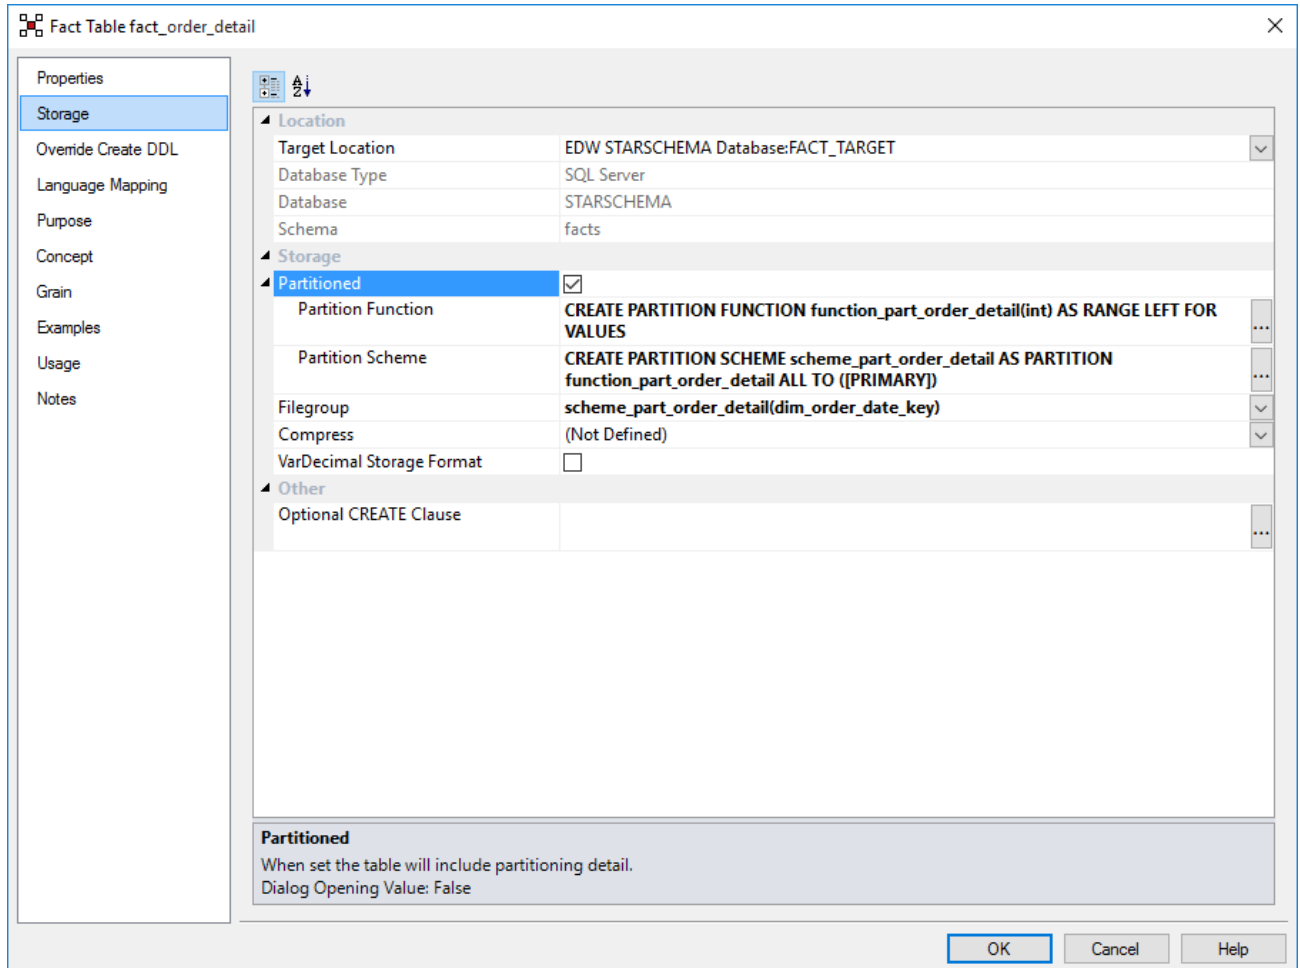 Fact Table fact_order_detail
Properties
Storage
Override Create DDL
Language Mapping
Purpose
Concept
Grain
Examples
Usage
Notes
Location
Target Location EDW STARSCHEMA Database:FACT_TARGET
Database Type SQL Server
Database STARSCHEMA
Schema facts
Storage
Partitioned
Partition Function CREATE PARTITION FUNCTION function_part_order_detail(int) AS RANGE LEFT FOR
VALUES
...
Partition Scheme CREATE PARTITION SCHEME scheme_part_order_detail AS PARTITION
function_part_order_detail ALL TO ([PRIMARY])
...
Filegroup scheme_part_order_detail(dim_order_date_key)
Compress (Not Defined)
VarDecimal Storage Format
Other
Optional CREATE Clause
...
Partitioned
When set the table will include partitioning detail.
Dialog Opening Value: False
OK Cancel Help